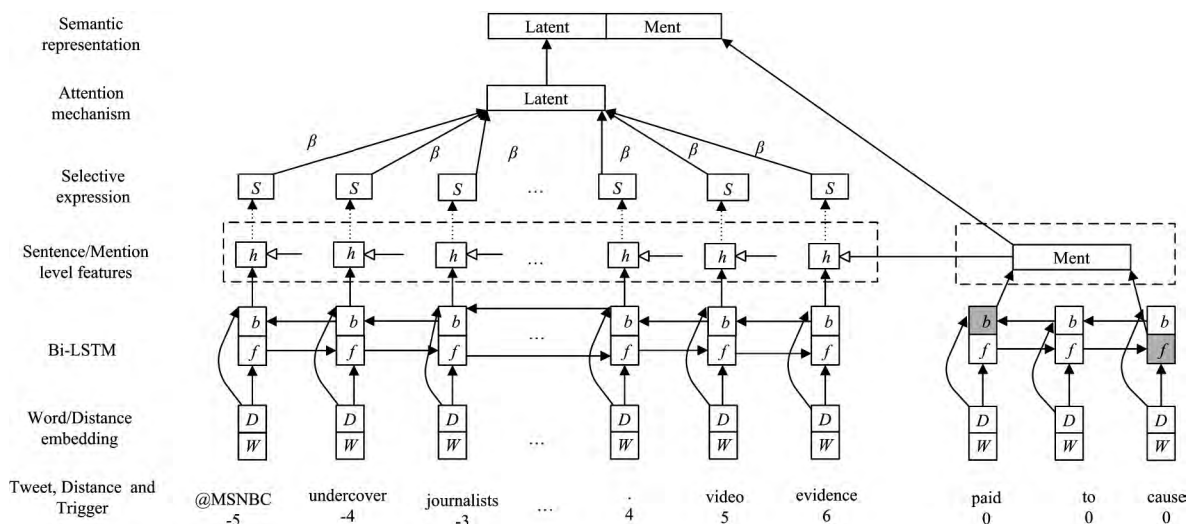 Semantic
representation
Latent Ment
Attention
mechanism
Latent
β β β β β β
Selective
expression
S S S ... S S S
Sentence/Mention
level features
h h h ... h h h
Ment
Bi-LSTM
b b b b b b b b b
...
f f f f f f f f f
Word/Distance
embedding
D D D D D D D D D
W W W ... W W W W W W
Tweet, Distance and
Trigger
@MSNBC undercover journalists ... . video evidence paid to cause
-5 -4 -3 4 5 6 0 0 0